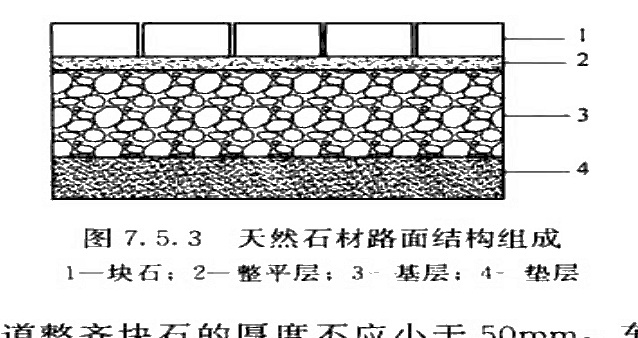 1
2
3
4
图 7.5.3 天然石材路面结构组成
1—块石；2—整平层；3- 基层；4- 垫层
道整齐块石的厚度不应小于 50mm，